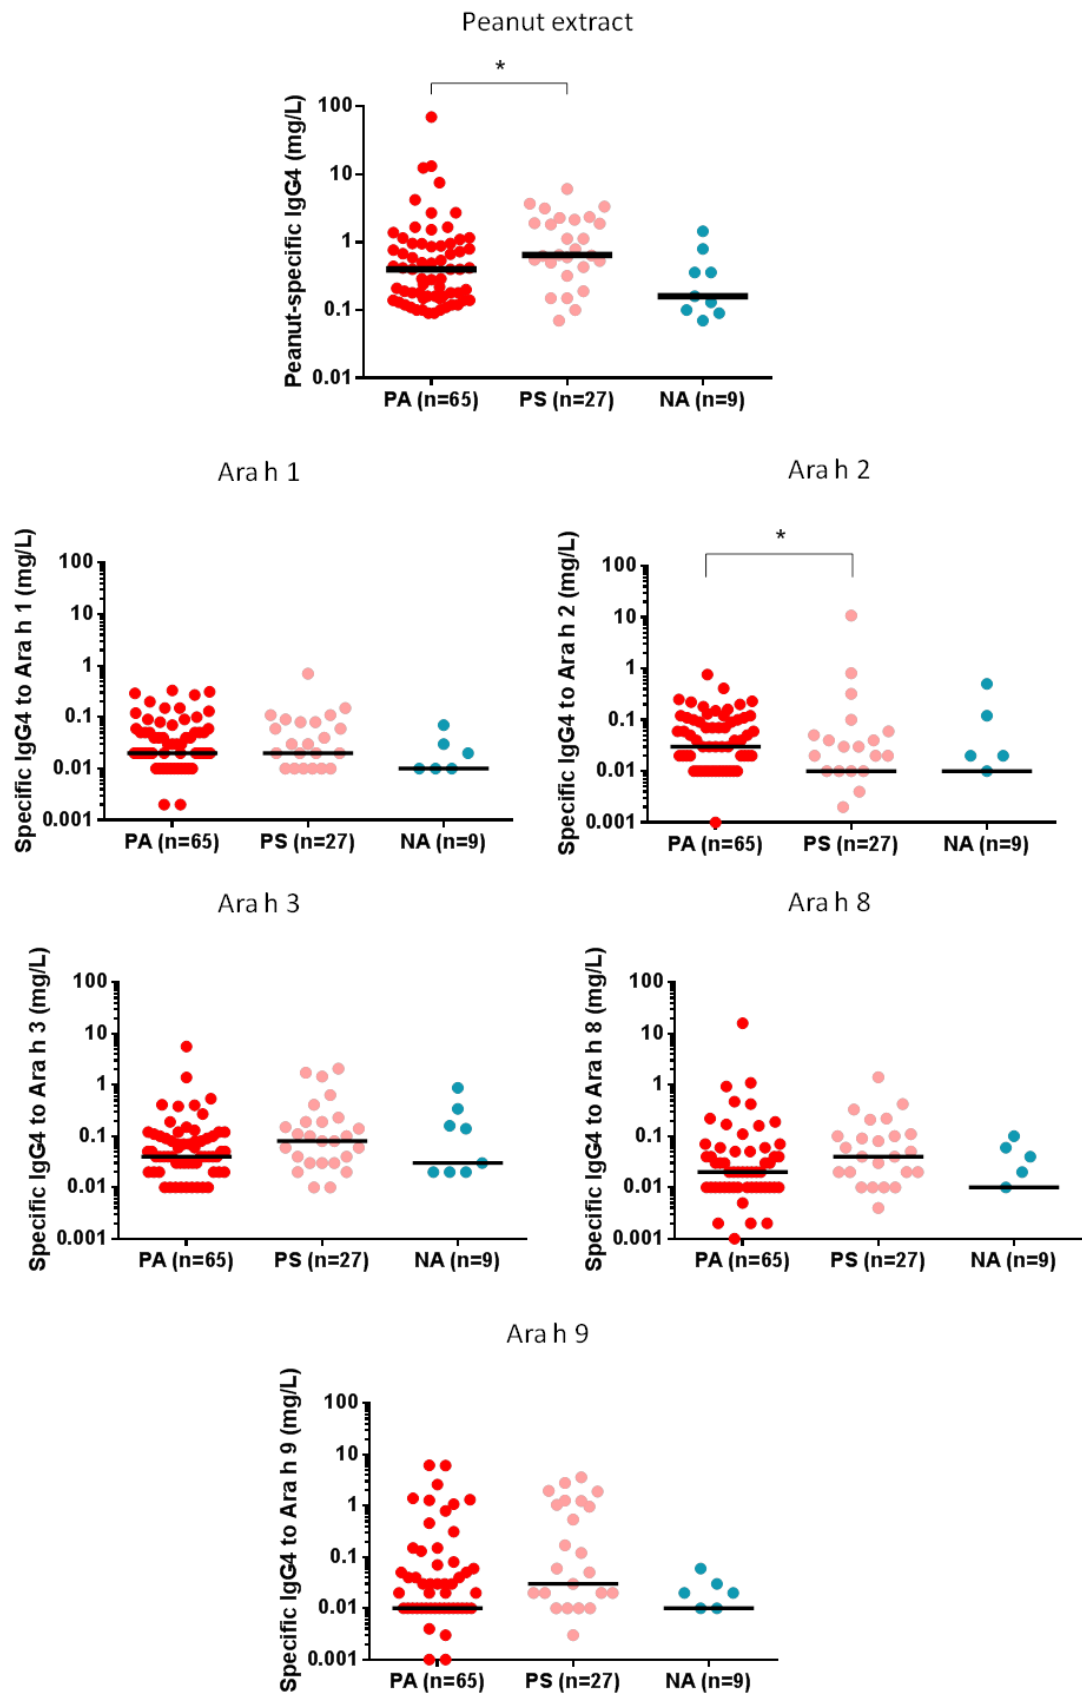 Peanut extract
*
Peanut-specific IgG4 (mg/L)
100
10
1
0.1
0.01
PA (n=65) PS (n=27) NA (n=9)
Ara h 1
Specific IgG4 to Ara h 1 (mg/L)
100
10
1
0.1
0.01
0.001
PA (n=65) PS (n=27) NA (n=9)
Ara h 2
*
Specific IgG4 to Ara h 2 (mg/L)
100
10
1
0.1
0.01
0.001
PA (n=65) PS (n=27) NA (n=9)
Ara h 3
Specific IgG4 to Ara h 3 (mg/L)
100
10
1
0.1
0.01
0.001
PA (n=65) PS (n=27) NA (n=9)
Ara h 8
Specific IgG4 to Ara h 8 (mg/L)
100
10
1
0.1
0.01
0.001
PA (n=65) PS (n=27) NA (n=9)
Ara h 9
Specific IgG4 to Ara h 9 (mg/L)
100
10
1
0.1
0.01
0.001
PA (n=65) PS (n=27) NA (n=9)